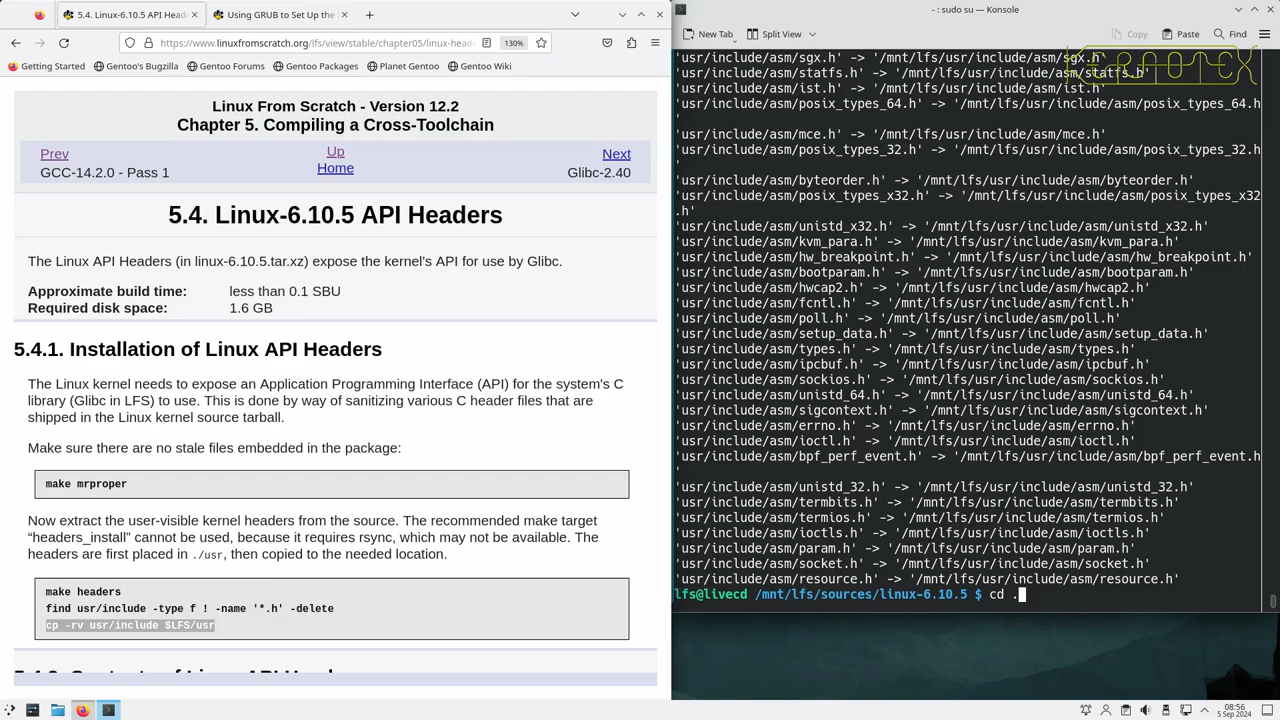 5.4. Linux-6.10.5 API Head
Using GRUB to Set Up the
https://www.linuxfromscratch.org/lfs/view/stable/chapter05/linux-head
130%
Getting Started
Gentoo's Bugzilla
Gentoo Forums
Gentoo Packages
Planet Gentoo
Gentoo Wiki
Linux From Scratch - Version 12.2
Chapter 5. Compiling a Cross-Toolchain
Prev
Up
Next
GCC-14.2.0 - Pass 1
Home
Glibc-2.40
5.4. Linux-6.10.5 API Headers
The Linux API Headers (in linux-6.10.5.tar.xz) expose the kernel's API for use by Glibc.
Approximate build time: less than 0.1 SBU
Required disk space: 1.6 GB
5.4.1. Installation of Linux API Headers
The Linux kernel needs to expose an Application Programming Interface (API) for the system's C
library (Glibc in LFS) to use. This is done by way of sanitizing various C header files that are
shipped in the Linux kernel source tarball.
Make sure there are no stale files embedded in the package:
make mrproper
Now extract the user-visible kernel headers from the source. The recommended make target
“headers_install” cannot be used, because it requires rsync, which may not be available. The
headers are first placed in ./usr, then copied to the needed location.
make headers
find usr/include -type f ! -name '*.h' -delete
cp -rv usr/include $LFS/usr
- : sudo su — Konsole
New Tab
Split View
Copy
Paste
Find
KERNOTEX
'usr/include/asm/sgx.h' -> '/mnt/lfs/usr/include/asm/sgx.h'
'usr/include/asm/statfs.h' -> '/mnt/lfs/usr/include/asm/statfs.h'
'usr/include/asm/ist.h' -> '/mnt/lfs/usr/include/asm/ist.h'
'usr/include/asm/posix_types_64.h' -> '/mnt/lfs/usr/include/asm/posix_types_64.h
'
'usr/include/asm/mce.h' -> '/mnt/lfs/usr/include/asm/mce.h'
'usr/include/asm/posix_types_32.h' -> '/mnt/lfs/usr/include/asm/posix_types_32.h
'
'usr/include/asm/byteorder.h' -> '/mnt/lfs/usr/include/asm/byteorder.h'
'usr/include/asm/posix_types_x32.h' -> '/mnt/lfs/usr/include/asm/posix_types_x32
.h'
'usr/include/asm/unistd_x32.h' -> '/mnt/lfs/usr/include/asm/unistd_x32.h'
'usr/include/asm/kvm_para.h' -> '/mnt/lfs/usr/include/asm/kvm_para.h'
'usr/include/asm/hw_breakpoint.h' -> '/mnt/lfs/usr/include/asm/hw_breakpoint.h'
'usr/include/asm/bootparam.h' -> '/mnt/lfs/usr/include/asm/bootparam.h'
'usr/include/asm/hwcap2.h' -> '/mnt/lfs/usr/include/asm/hwcap2.h'
'usr/include/asm/fcntl.h' -> '/mnt/lfs/usr/include/asm/fcntl.h'
'usr/include/asm/poll.h' -> '/mnt/lfs/usr/include/asm/poll.h'
'usr/include/asm/setup_data.h' -> '/mnt/lfs/usr/include/asm/setup_data.h'
'usr/include/asm/types.h' -> '/mnt/lfs/usr/include/asm/types.h'
'usr/include/asm/ipcbuf.h' -> '/mnt/lfs/usr/include/asm/ipcbuf.h'
'usr/include/asm/sockios.h' -> '/mnt/lfs/usr/include/asm/sockios.h'
'usr/include/asm/unistd_64.h' -> '/mnt/lfs/usr/include/asm/unistd_64.h'
'usr/include/asm/sigcontext.h' -> '/mnt/lfs/usr/include/asm/sigcontext.h'
'usr/include/asm/errno.h' -> '/mnt/lfs/usr/include/asm/errno.h'
'usr/include/asm/ioctl.h' -> '/mnt/lfs/usr/include/asm/ioctl.h'
'usr/include/asm/bpf_perf_event.h' -> '/mnt/lfs/usr/include/asm/bpf_perf_event.h
'
'usr/include/asm/unistd_32.h' -> '/mnt/lfs/usr/include/asm/unistd_32.h'
'usr/include/asm/termbits.h' -> '/mnt/lfs/usr/include/asm/termbits.h'
'usr/include/asm/termios.h' -> '/mnt/lfs/usr/include/asm/termios.h'
'usr/include/asm/ioctls.h' -> '/mnt/lfs/usr/include/asm/ioctls.h'
'usr/include/asm/param.h' -> '/mnt/lfs/usr/include/asm/param.h'
'usr/include/asm/socket.h' -> '/mnt/lfs/usr/include/asm/socket.h'
'usr/include/asm/resource.h' -> '/mnt/lfs/usr/include/asm/resource.h'
lfs@livecd /mnt/lfs/sources/linux-6.10.5 $ cd .
08:56
5 Sep 2024